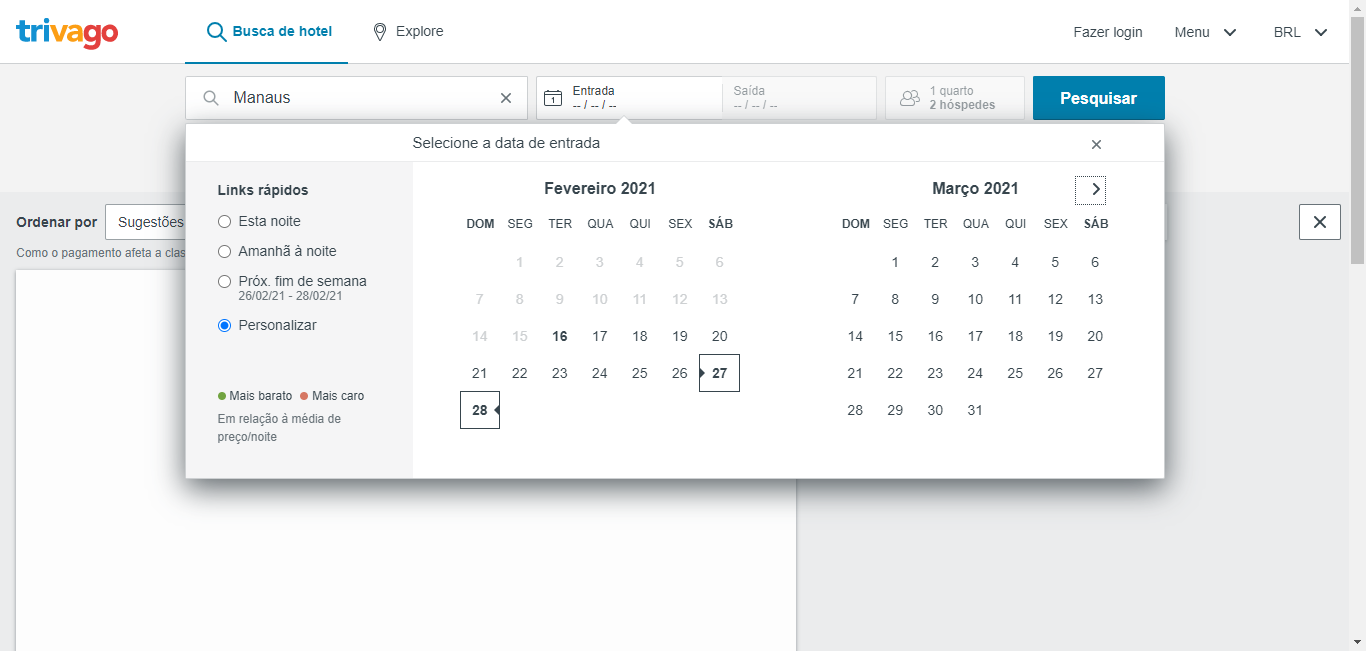 trivago
Busca de hotel
Explore
Fazer login
Menu
BRL
Manaus
Entrada
-- / -- / --
Saída
-- / -- / --
1 quarto
2 hóspedes
Pesquisar
Selecione a data de entrada
Ordenar por
Sugestões
Como o pagamento afeta a clas
Links rápidos
Esta noite
Amanhã à noite
Próx. fim de semana
26/02/21 - 28/02/21
Personalizar
Mais barato Mais caro
Em relação à média de
preço/noite
Fevereiro 2021
DOM SEG TER QUA QUI SEX SÁB
1 2 3 4 5 6
7 8 9 10 11 12 13
14 15 16 17 18 19 20
21 22 23 24 25 26 27
28
Março 2021
DOM SEG TER QUA QUI SEX SÁB
1 2 3 4 5 6
7 8 9 10 11 12 13
14 15 16 17 18 19 20
21 22 23 24 25 26 27
28 29 30 31